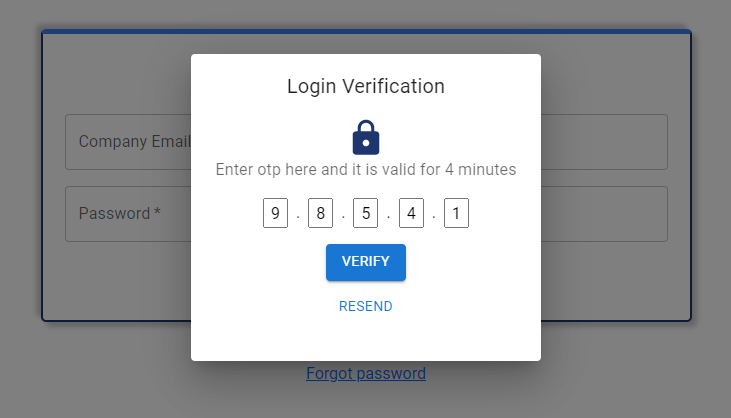 Login Verification
Company Email
Enter otp here and it is valid for 4 minutes
Password *
9 . 8 . 5 . 4 . 1
VERIFY
RESEND
Forgot password